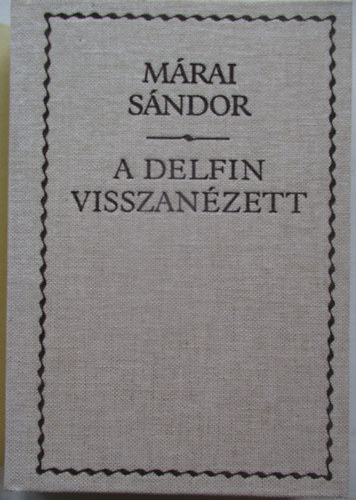 MÁRAI
SÁNDOR
A DELFIN
VISSZANÉZETT